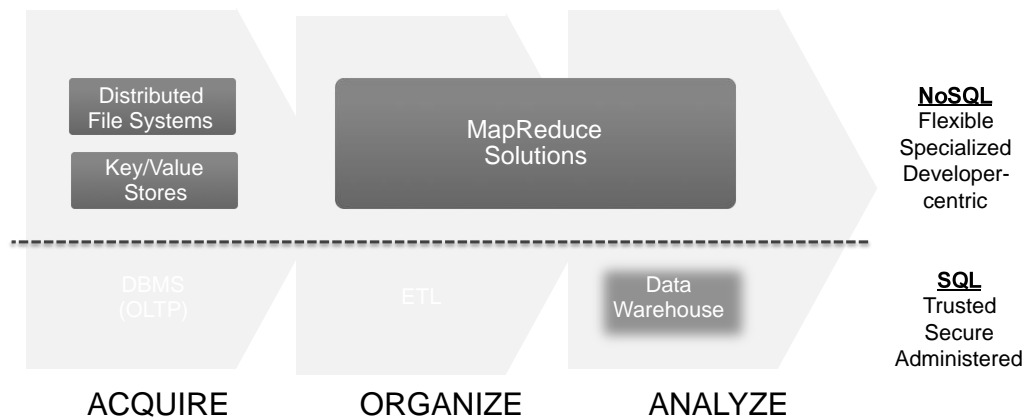 Distributed
File Systems
Key/Value
Stores
MapReduce
Solutions
NoSQL
Flexible
Specialized
Developer-
centric
DBMS
(OLTP)
ETL
Data
Warehouse
SQL
Trusted
Secure
Administered
ACQUIRE
ORGANIZE
ANALYZE